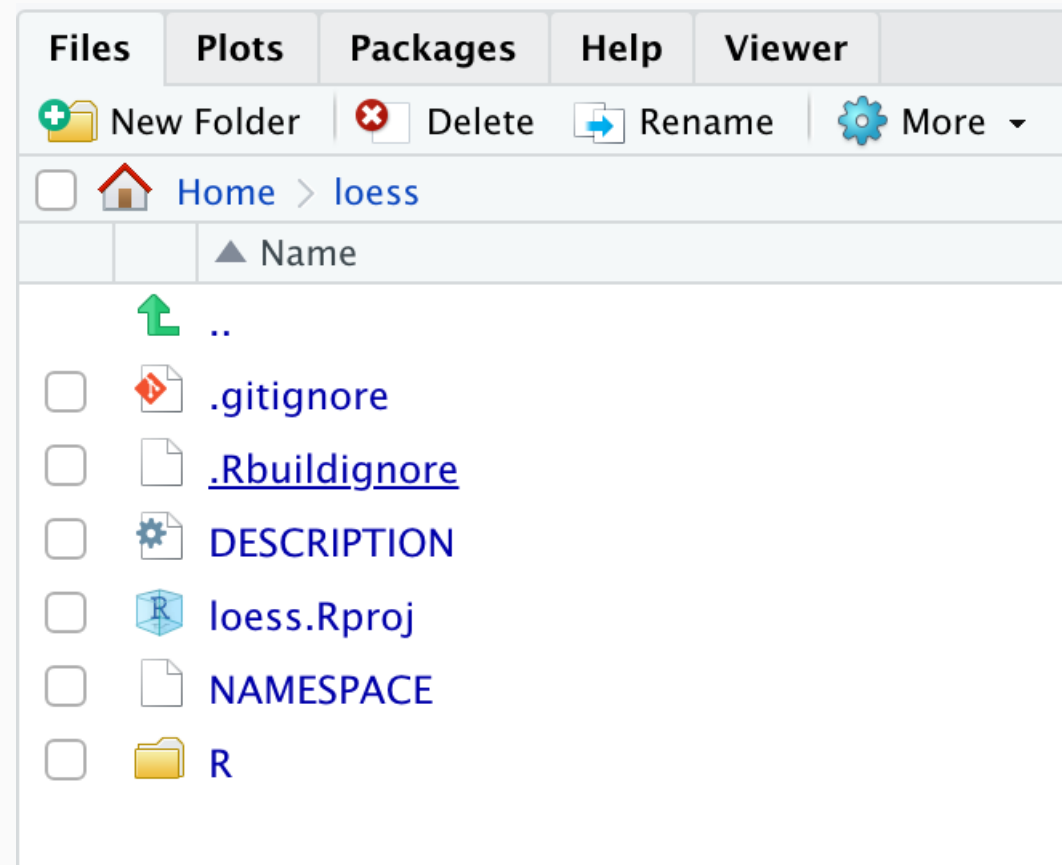 Files Plots Packages Help Viewer
New Folder Delete Rename More
Home loess
Name
..
.gitignore
.Rbuildignore
DESCRIPTION
loess.Rproj
NAMESPACE
R